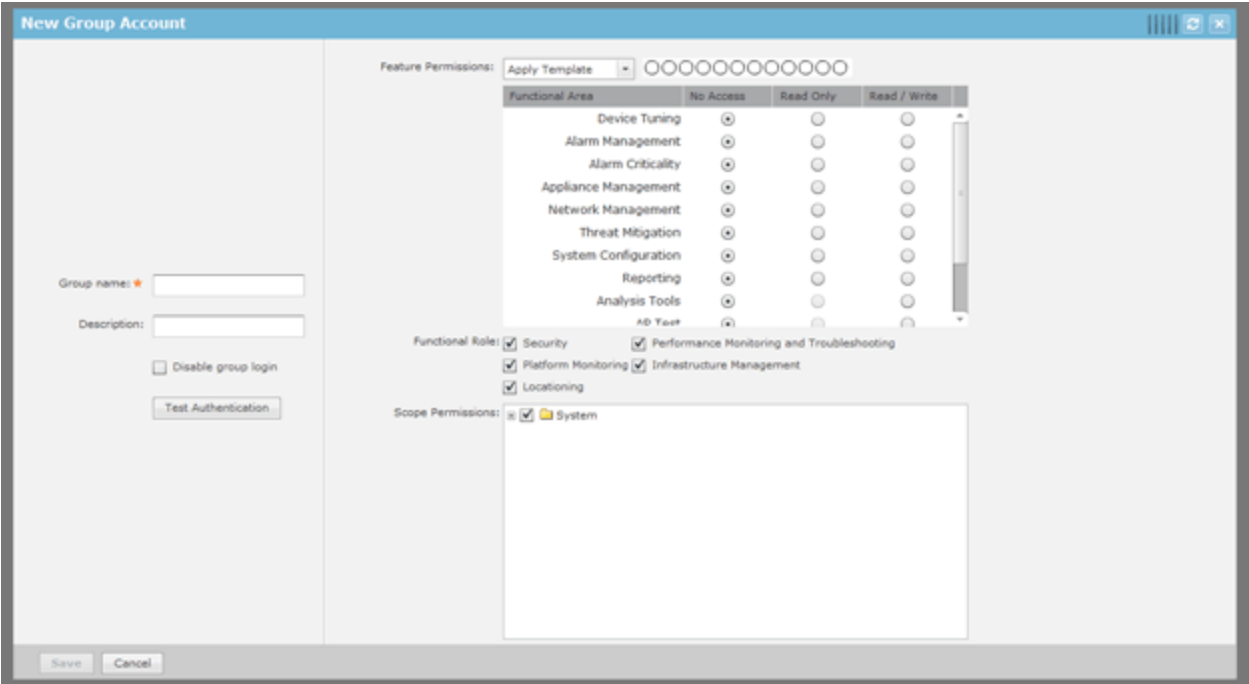 New Group Account
Feature Permissions: Apply Template
Functional Area No Access Read Only Read / Write
Device Tuning
Alarm Management
Alarm Criticality
Appliance Management
Network Management
Threat Mitigation
System Configuration
Reporting
Analysis Tools
AP Test
Group name: *
Description:
Disable group login
Test Authentication
Functional Role: Security Performance Monitoring and Troubleshooting
Platform Monitoring Infrastructure Management
Locationing
Scope Permissions: System
Save Cancel